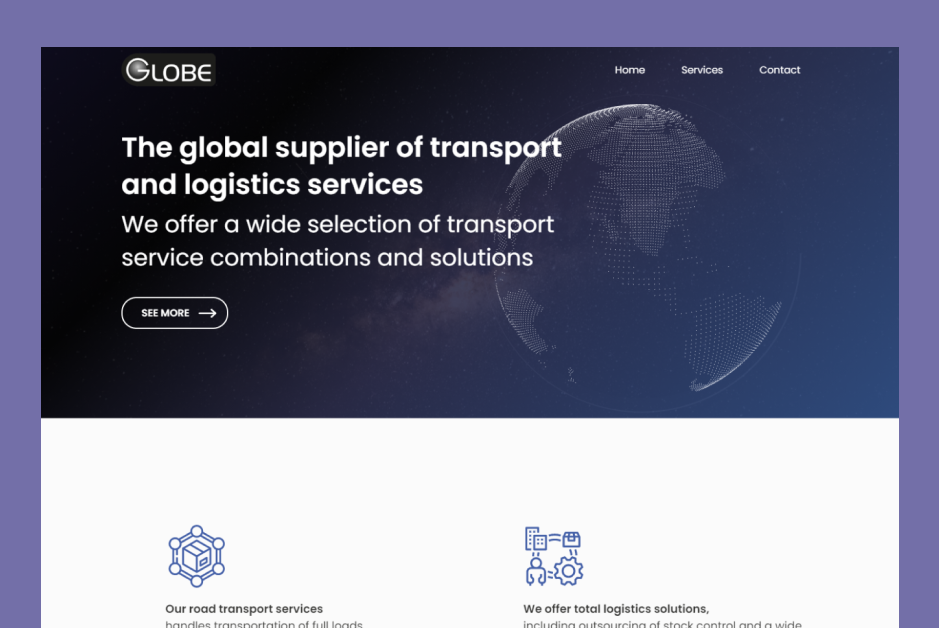 GLOBE
Home Services Contact
The global supplier of transport
and logistics services
We offer a wide selection of transport
service combinations and solutions
SEE MORE
Our road transport services
handles transportation of full loads
We offer total logistics solutions,
including outsourcing of stock control and a wide